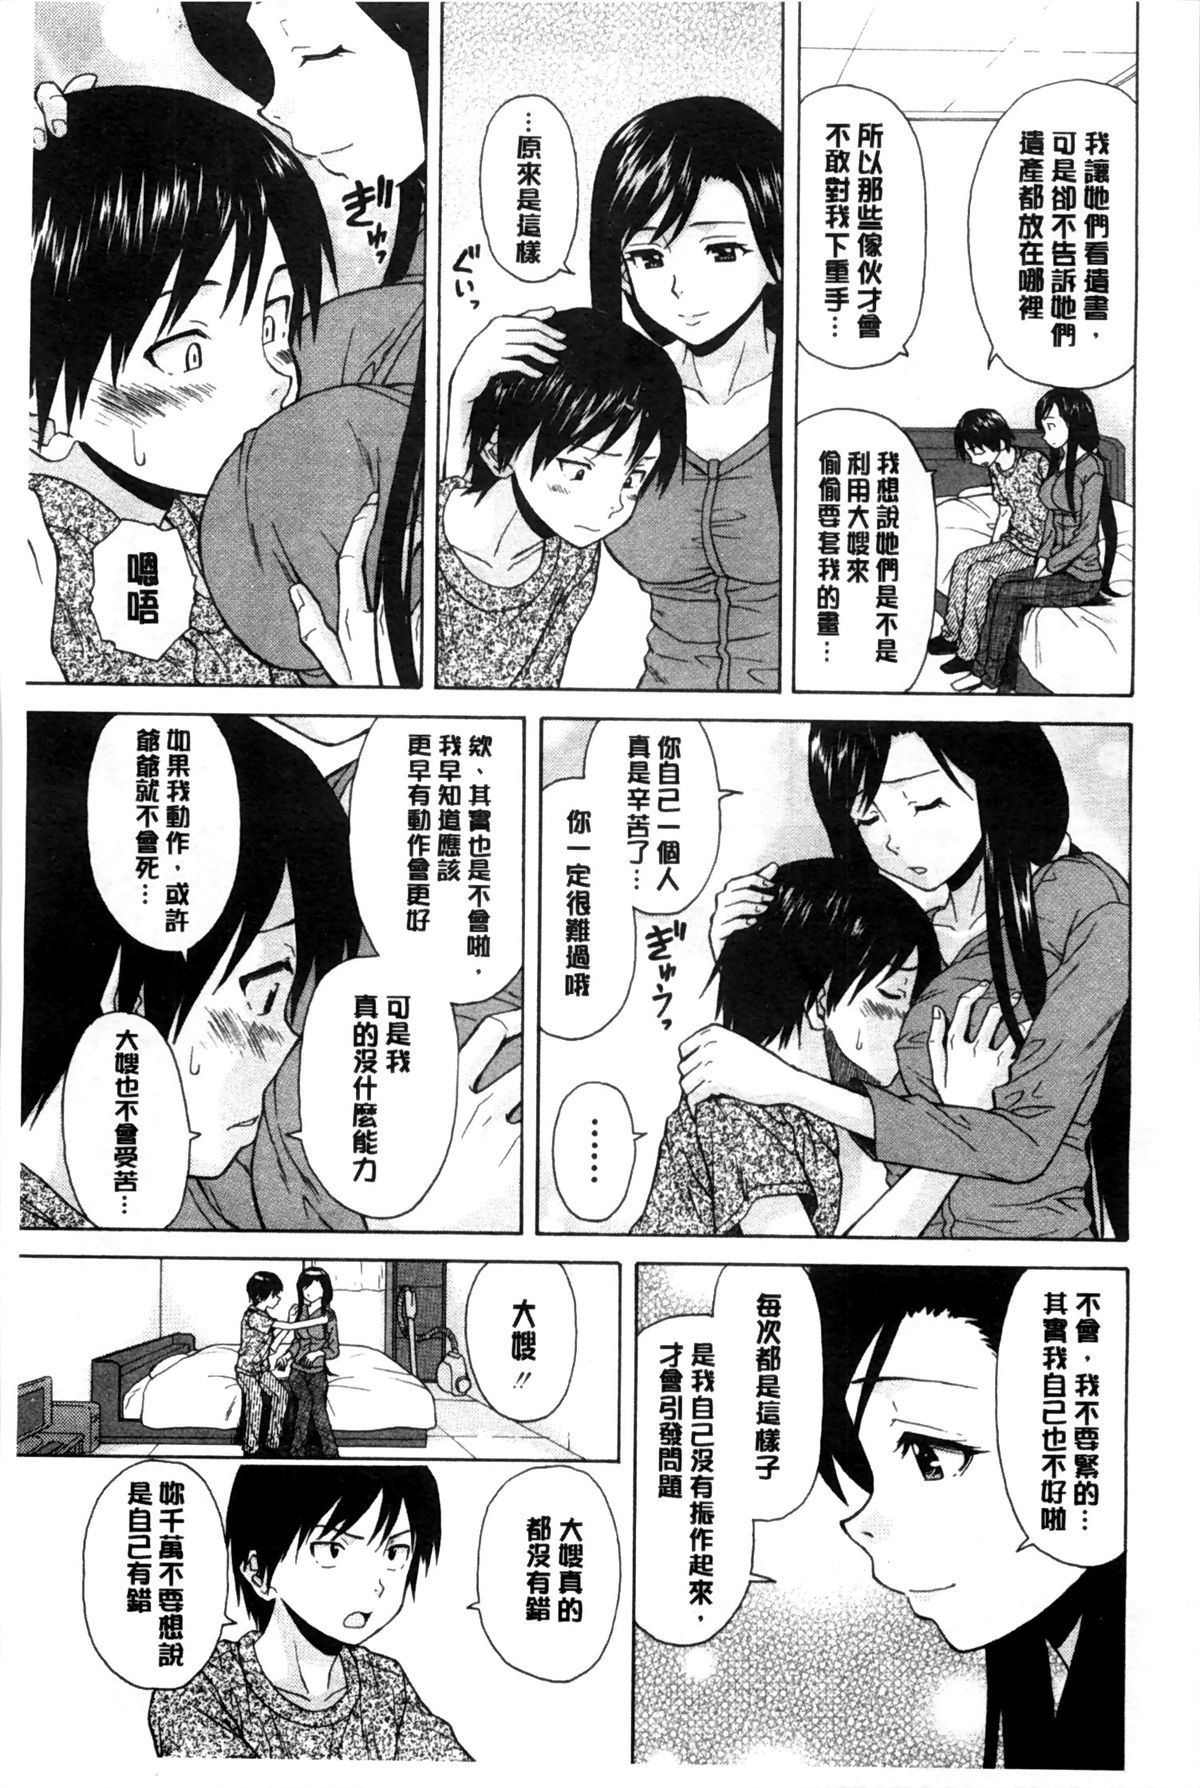 我讓她們看遺書，
可是卻不告訴她們
遺產都放在哪裡
所以那些傢伙才會
不敢對我下重手…
我想說她們是不是
利用大嫂來
偷偷要套我的畫…
…原來是這樣
ぐいっ
ぎゅっ
嗯唔
你自己一個人
真是辛苦了…
你一定很難過哦
ぎゅうっ
……
欸、其實也是不會啦，
我早知道應該
更早有動作會更好
可是我
真的沒什麼能力
如果我動作，或許
爺爺就不會死…
大嫂也不會受苦…
不會，我不要緊的…
其實我自己也不好啦
每次都是這樣子
是我自己沒有振作起來，
才會引發問題
大嫂!!
大嫂真的
都沒有錯
妳千萬不要想說
是自己有錯